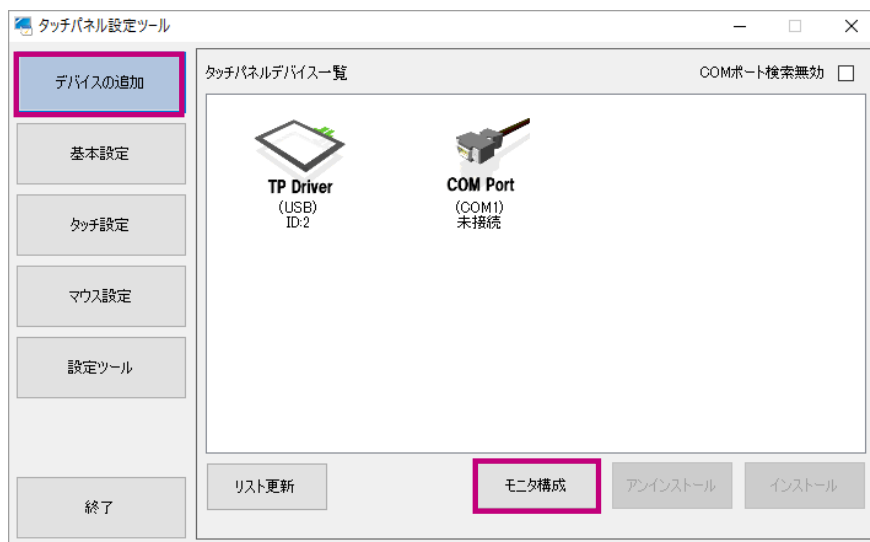 タッチパネル設定ツール
デバイスの追加
基本設定
タッチ設定
マウス設定
設定ツール
終了
タッチパネルデバイス一覧
COMポート検索無効
TP Driver
(USB)
ID:2
COM Port
(COM1)
未接続
リスト更新
モニタ構成
アンインストール
インストール